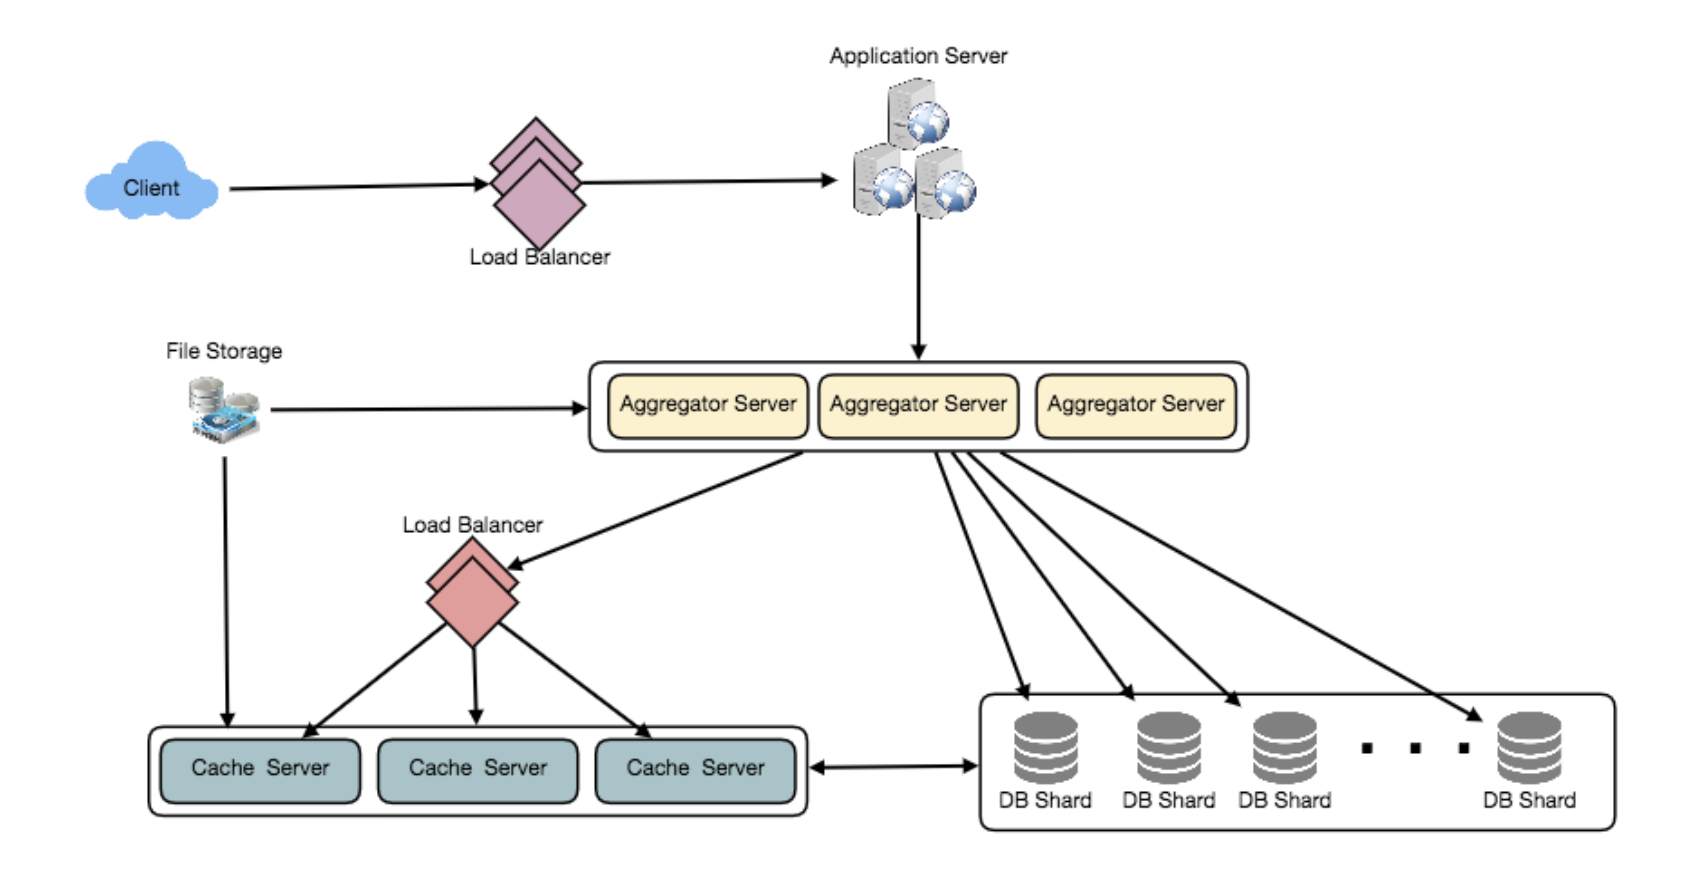 Application Server
Client
Load Balancer
File Storage
Aggregator Server
Aggregator Server
Aggregator Server
Load Balancer
Cache Server
Cache Server
Cache Server
DB Shard
DB Shard
DB Shard
DB Shard